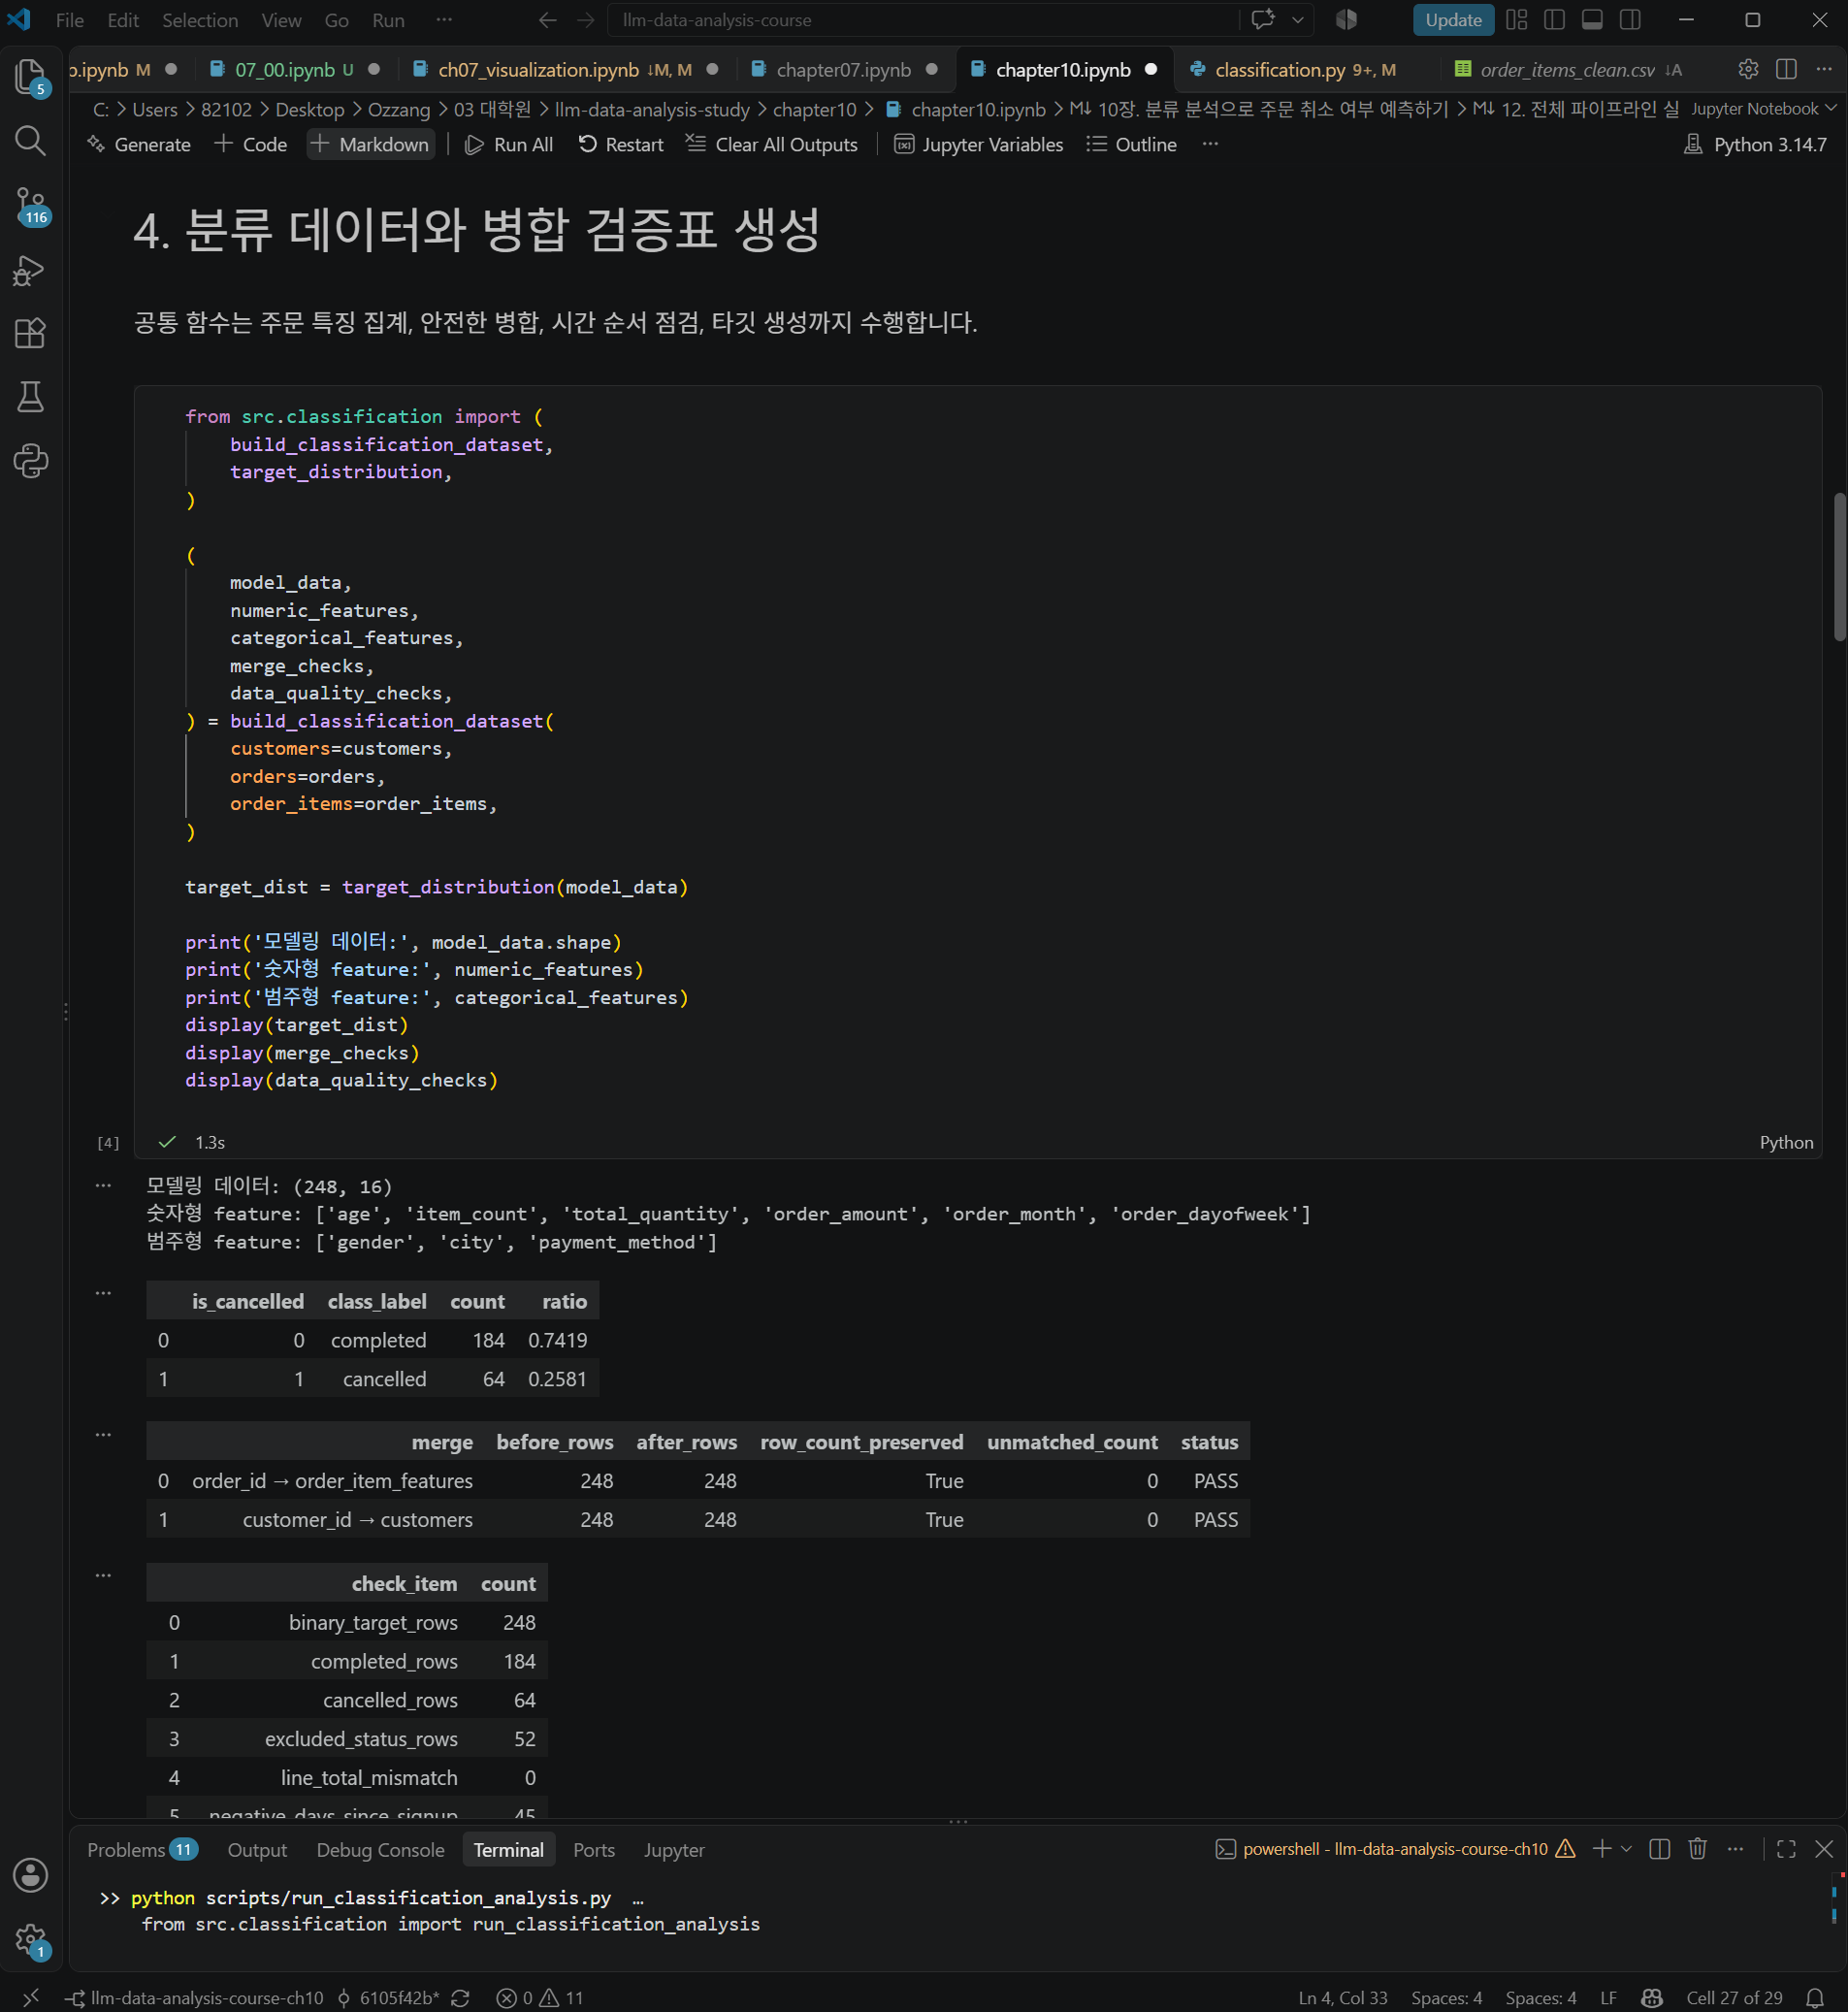 File Edit Selection View Go Run ··· llm-data-analysis-course Update
o.ipynb M 07_00.ipynb U ch07_visualization.ipynb ↓M, M chapter07.ipynb chapter10.ipynb classification.py 9+, M order_items_clean.csv ↓A ···
C: > Users > 82102 > Desktop > Ozzang > 03 대학원 > llm-data-analysis-study > chapter10 > chapter10.ipynb > M↓ 10장. 분류 분석으로 주문 취소 여부 예측하기 > M↓ 12. 전체 파이프라인 실 Jupyter Notebook
Generate + Code + Markdown Run All Restart Clear All Outputs Jupyter Variables Outline ··· Python 3.14.7
5
116
4. 분류 데이터와 병합 검증표 생성
공통 함수는 주문 특징 집계, 안전한 병합, 시간 순서 점검, 타깃 생성까지 수행합니다.
from src.classification import (
    build_classification_dataset,
    target_distribution,
)
(
    model_data,
    numeric_features,
    categorical_features,
    merge_checks,
    data_quality_checks,
) = build_classification_dataset(
    customers=customers,
    orders=orders,
    order_items=order_items,
)
target_dist = target_distribution(model_data)
print('모델링 데이터:', model_data.shape)
print('숫자형 feature:', numeric_features)
print('범주형 feature:', categorical_features)
display(target_dist)
display(merge_checks)
display(data_quality_checks)
[4] ✓ 1.3s Python
··· 모델링 데이터: (248, 16)
숫자형 feature: ['age', 'item_count', 'total_quantity', 'order_amount', 'order_month', 'order_dayofweek']
범주형 feature: ['gender', 'city', 'payment_method']
··· is_cancelled class_label count ratio
0 0 completed 184 0.7419
1 1 cancelled 64 0.2581
··· merge before_rows after_rows row_count_preserved unmatched_count status
0 order_id → order_item_features 248 248 True 0 PASS
1 customer_id → customers 248 248 True 0 PASS
··· check_item count
0 binary_target_rows 248
1 completed_rows 184
2 cancelled_rows 64
3 excluded_status_rows 52
4 line_total_mismatch 0
5 negative_days_since_signup 45
Problems 11 Output Debug Console Terminal Ports Jupyter powershell - llm-data-analysis-course-ch10 ···
>> python scripts/run_classification_analysis.py …
from src.classification import run_classification_analysis
1
llm-data-analysis-course-ch10 6105f42b* 0 11 Ln 4, Col 33 Spaces: 4 Spaces: 4 LF Cell 27 of 29